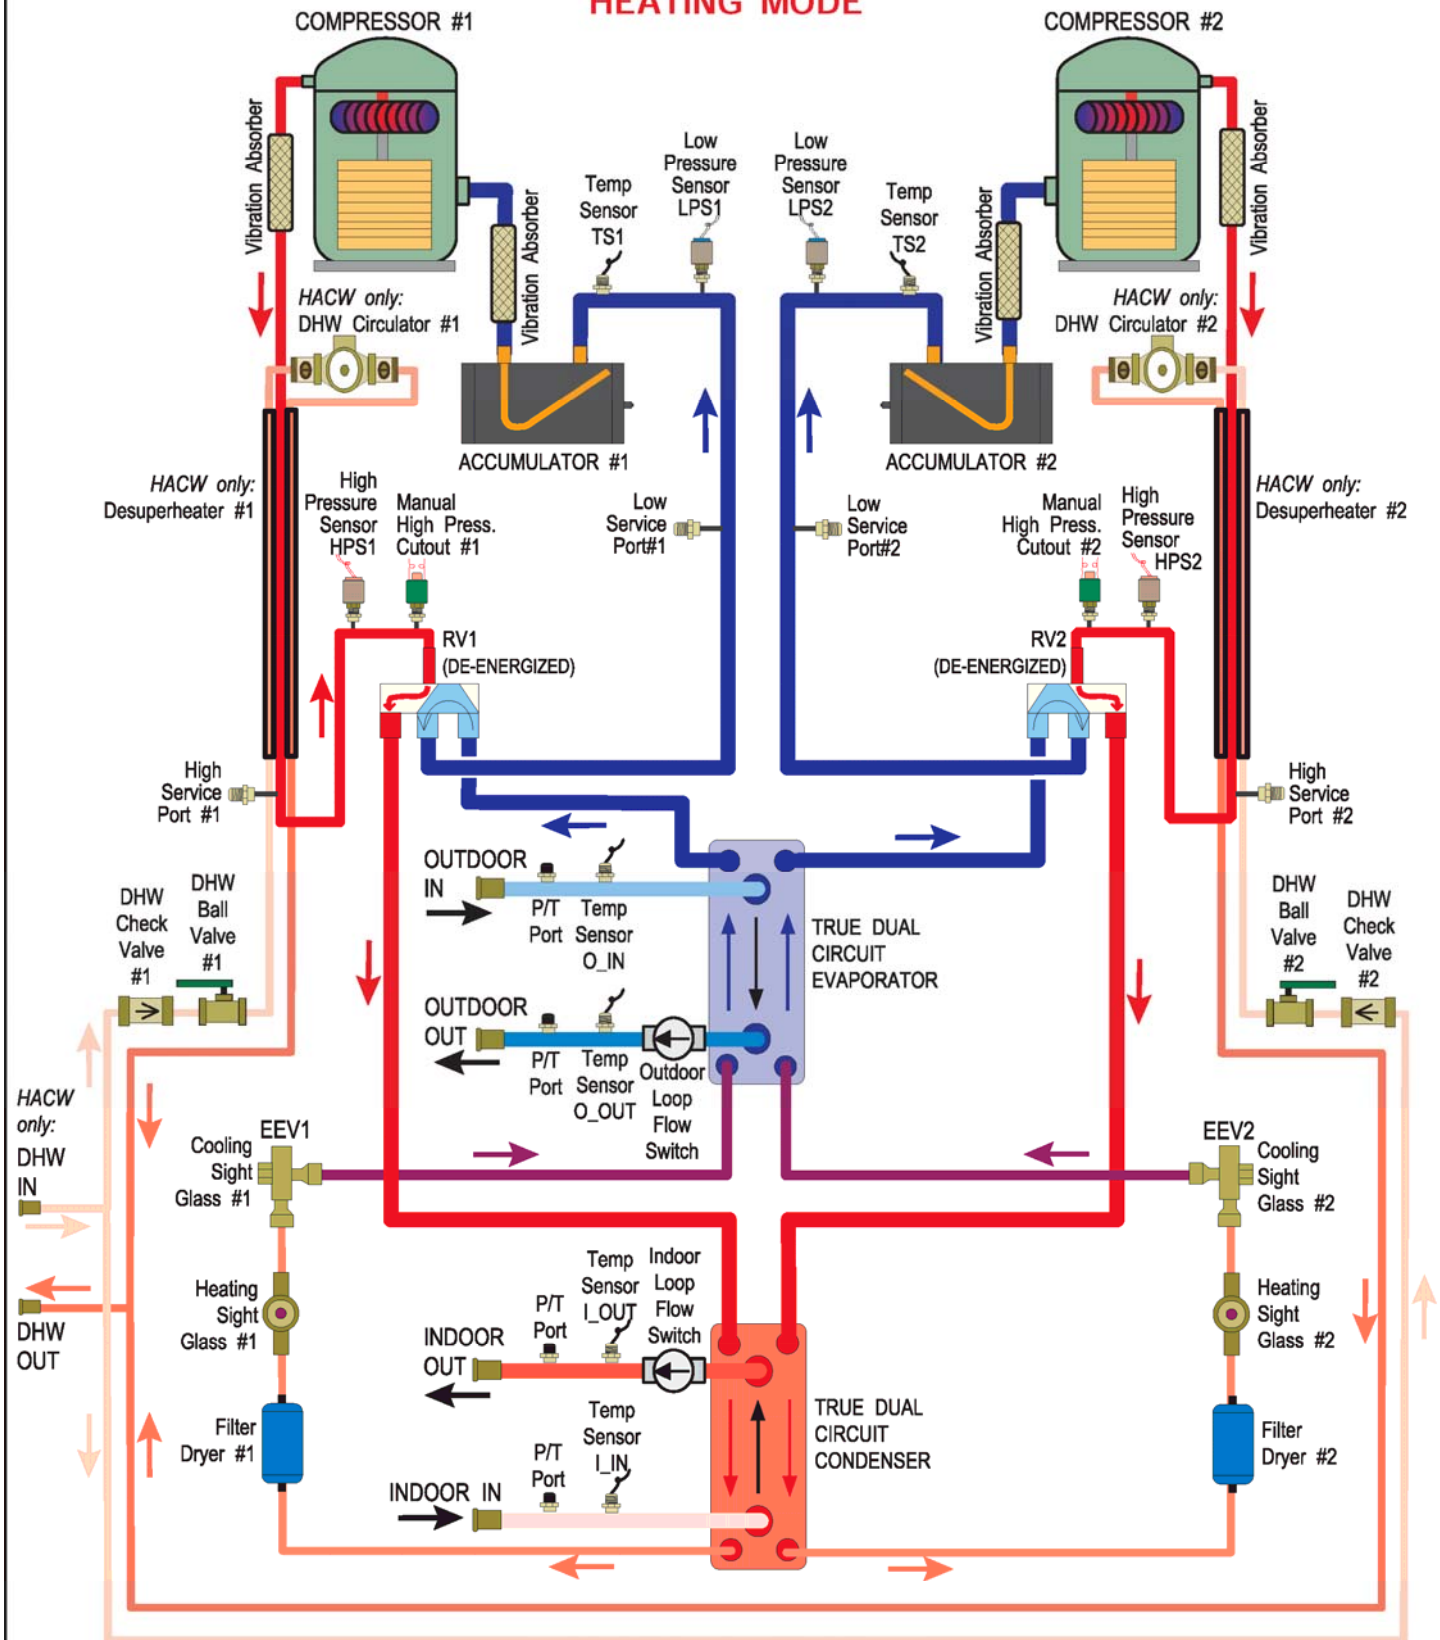 HEATING MODE
COMPRESSOR #1
COMPRESSOR #2
Vibration Absorber
Vibration Absorber
Vibration Absorber
Vibration Absorber
Temp
Sensor
TS1
Low
Pressure
Sensor
LPS1
Low
Pressure
Sensor
LPS2
Temp
Sensor
TS2
HACW only:
DHW Circulator #1
HACW only:
DHW Circulator #2
ACCUMULATOR #1
ACCUMULATOR #2
HACW only:
Desuperheater #1
High
Pressure
Sensor
HPS1
Manual
High Press.
Cutout #1
Low
Service
Port#1
Low
Service
Port#2
Manual
High Press.
Cutout #2
High
Pressure
Sensor
HPS2
HACW only:
Desuperheater #2
RV1
(DE-ENERGIZED)
RV2
(DE-ENERGIZED)
High
Service
Port #1
High
Service
Port #2
DHW
Check
Valve
#1
DHW
Ball
Valve
#1
OUTDOOR
IN
P/T
Port
Temp
Sensor
O_IN
TRUE DUAL
CIRCUIT
EVAPORATOR
DHW
Ball
Valve
#2
DHW
Check
Valve
#2
OUTDOOR
OUT
P/T
Port
Temp
Sensor
O_OUT
Outdoor
Loop
Flow
Switch
HACW
only:
DHW
IN
DHW
OUT
EEV1
Cooling
Sight
Glass #1
EEV2
Cooling
Sight
Glass #2
Heating
Sight
Glass #1
Heating
Sight
Glass #2
INDOOR
OUT
P/T
Port
Temp
Sensor
I_OUT
Indoor
Loop
Flow
Switch
Filter
Dryer #1
INDOOR IN
P/T
Port
Temp
Sensor
I_IN
TRUE DUAL
CIRCUIT
CONDENSER
Filter
Dryer #2